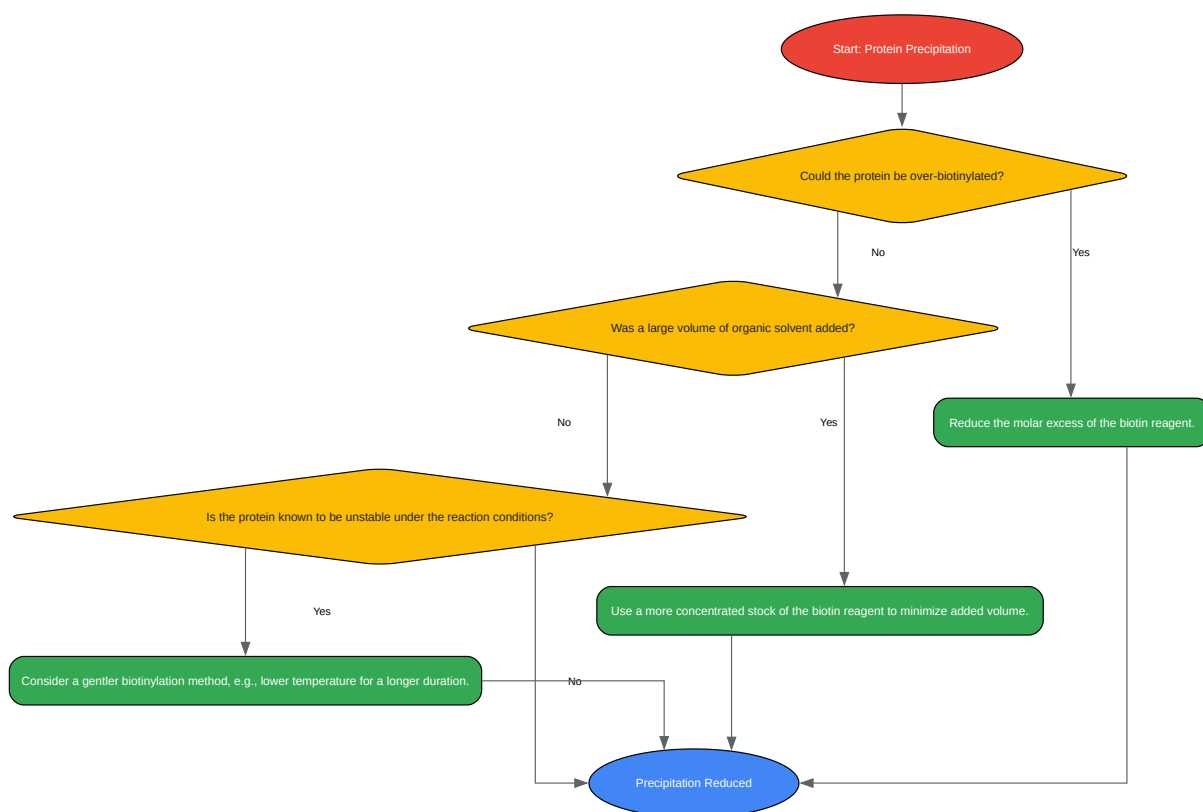 Start: Protein Precipitation
Could the protein be over-biotinylated?
No
Yes
Was a large volume of organic solvent added?
No
Yes
Reduce the molar excess of the biotin reagent.
Is the protein known to be unstable under the reaction conditions?
Yes
Use a more concentrated stock of the biotin reagent to minimize added volume.
Consider a gentler biotinylation method, e.g., lower temperature for a longer duration.
No
Precipitation Reduced